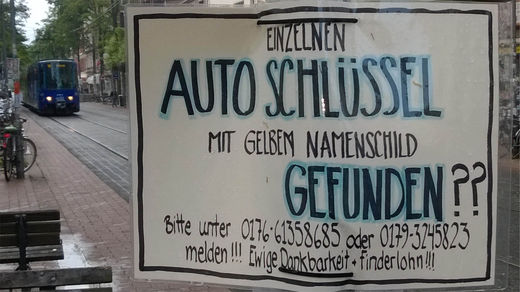 EINZELNEN
AUTO SCHLÜSSEL
MIT GELBEN NAMENSCHILD
GEFUNDEN??
Bitte unter 0176-61358685 oder 0179-3245823
melden!!! Ewige Dankbarkeit + finderlohn!!!